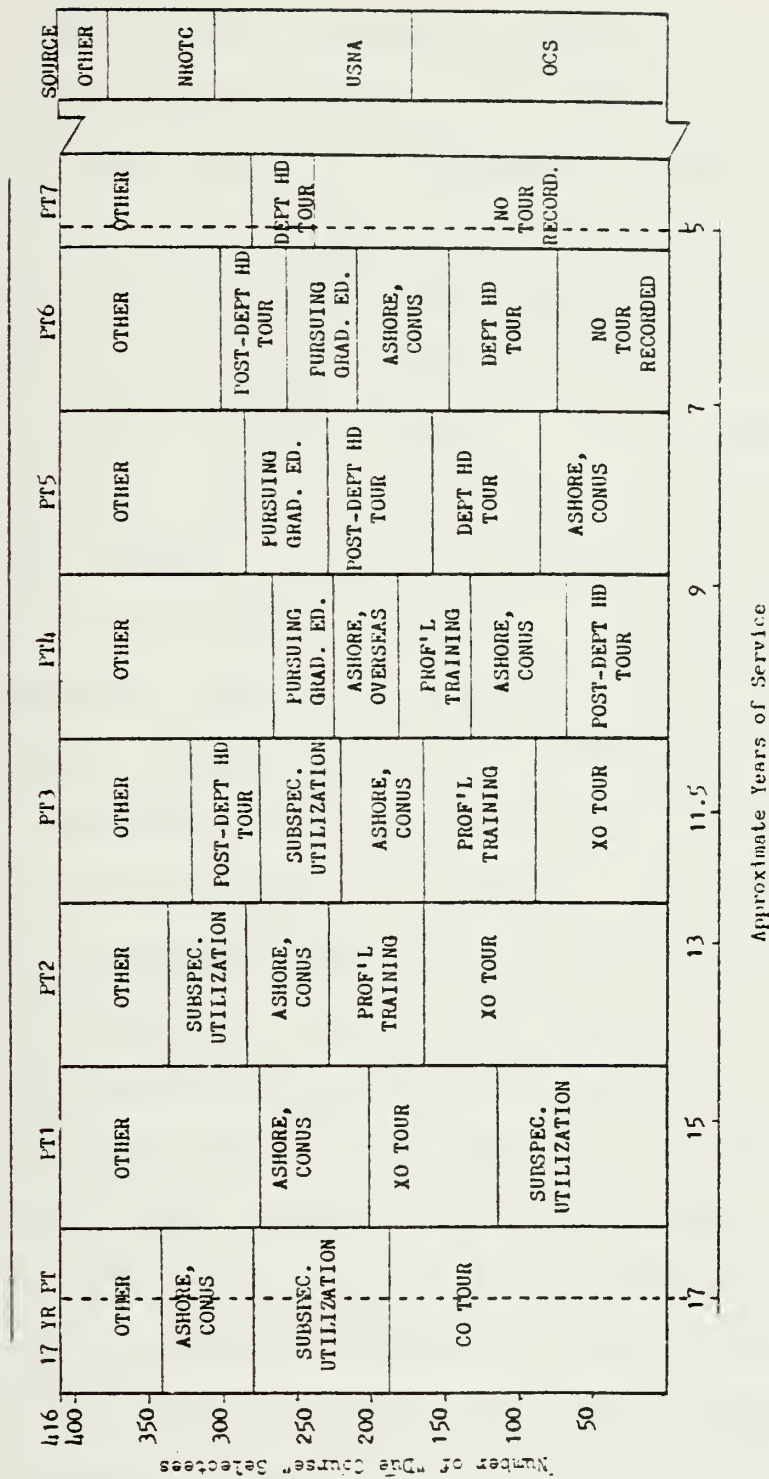 17 YR PT
PT1
PT2
PT3
PT4
PT5
PT6
PT7
SOURCE
416
400
350
300
250
200
150
100
50
Number of "Due Course" Selectees
OTHER
ASHORE,
CONUS
SUBSPEC.
UTILIZATION
CO TOUR
OTHER
ASHORE,
CONUS
XO TOUR
SUBSPEC.
UTILIZATION
OTHER
SUBSPEC.
UTILIZATION
ASHORE,
CONUS
PROF'L
TRAINING
XO TOUR
OTHER
POST-DEPT HD
TOUR
SUBSPEC.
UTILIZATION
ASHORE,
CONUS
PROF'L
TRAINING
XO TOUR
OTHER
PURSUING
GRAD. ED.
ASHORE,
OVERSEAS
PROF'L
TRAINING
ASHORE,
CONUS
POST-DEPT HD
TOUR
OTHER
PURSUING
GRAD. ED.
POST-DEPT HD
TOUR
DEPT HD
TOUR
ASHORE,
CONUS
OTHER
POST-DEPT HD
TOUR
PURSUING
GRAD. ED.
ASHORE,
CONUS
DEPT HD
TOUR
NO
TOUR
RECORDED
OTHER
DEPT HD
TOUR
NO
TOUR
RECORD.
OTHER
NROTC
USNA
OCS
17
15
13
11.5
9
7
5
Approximate Years of Service